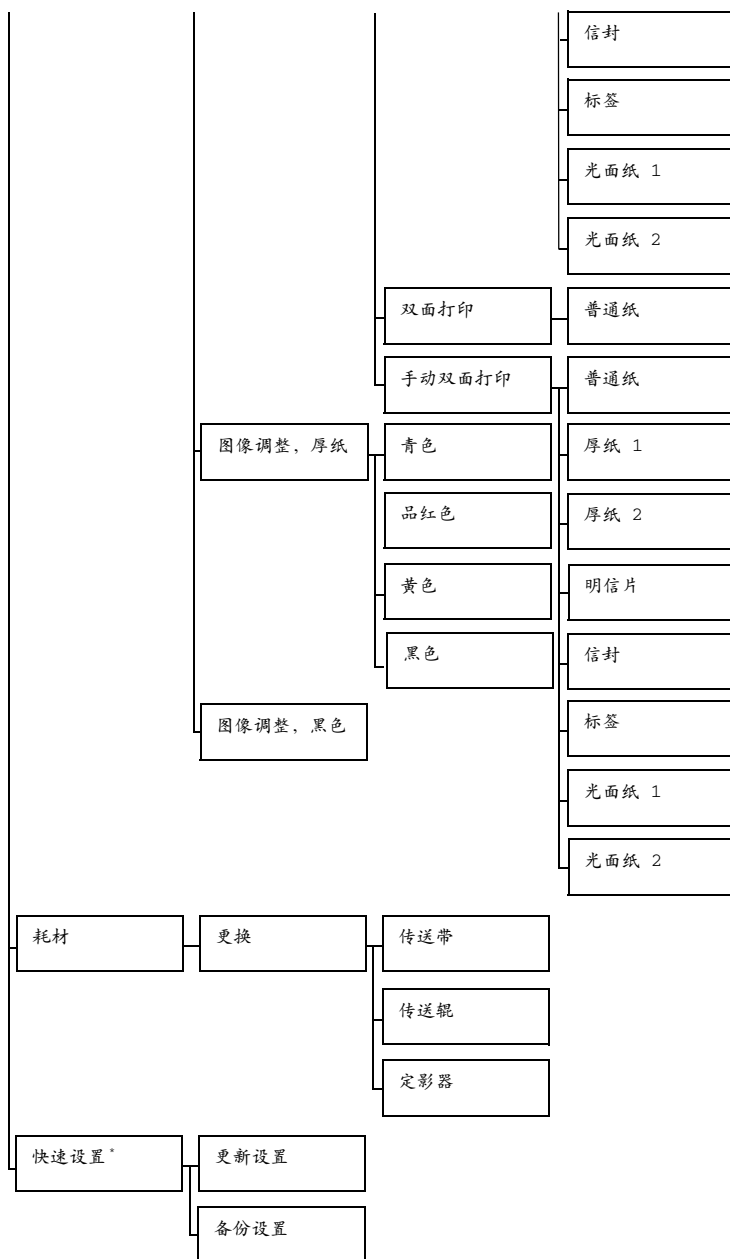 信封
标签
光面纸 1
光面纸 2
双面打印
普通纸
手动双面打印
普通纸
图像调整, 厚纸
青色
厚纸 1
品红色
厚纸 2
黄色
明信片
黑色
信封
图像调整, 黑色
标签
光面纸 1
光面纸 2
耗材
更换
传送带
传送辊
定影器
快速设置*
更新设置
备份设置